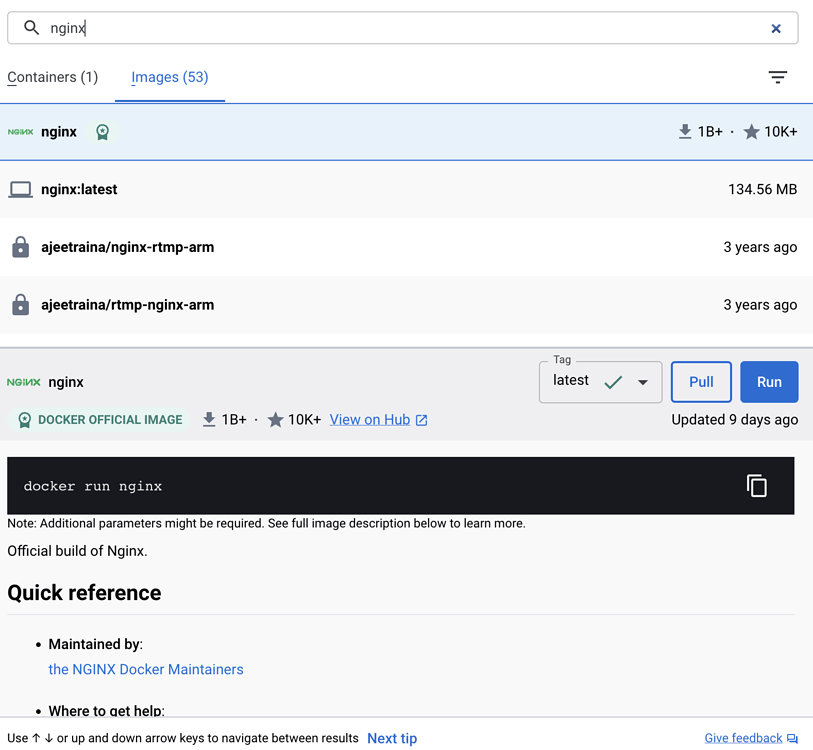 nginx
Containers (1) Images (53)
NGINX nginx 1B+ · 10K+
nginx:latest 134.56 MB
ajeetraina/nginx-rtmp-arm 3 years ago
ajeetraina/rtmp-nginx-arm 3 years ago
Tag
NGINX nginx latest Pull Run
DOCKER OFFICIAL IMAGE 1B+ · 10K+ View on Hub Updated 9 days ago
docker run nginx
Note: Additional parameters might be required. See full image description below to learn more.
Official build of Nginx.
Quick reference
• Maintained by:
the NGINX Docker Maintainers
• Where to get help:
Use ↑ ↓ or up and down arrow keys to navigate between results Next tip Give feedback